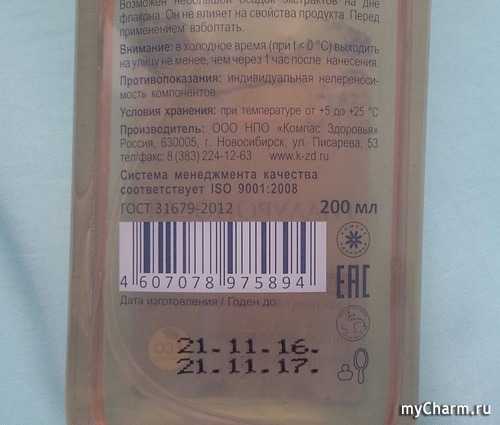 Возможен небольшой осадок экстрактов на дне
флакона. Он не влияет на свойства продукта. Перед
применением взболтать.
Внимание: в холодное время (при t < 0 °С) выходить
на улицу не менее, чем через 1 час после нанесения.
Противопоказания: индивидуальная непереноси-
мость компонентов.
Условия хранения: при температуре от +5 до +25 °С
Производитель: ООО НПО «Компас Здоровья»
Россия, 630005, г. Новосибирск, ул. Писарева, 53
тел/факс: 8 (383) 224-12-63 www.k-zd.ru
Система менеджмента качества
соответствует ISO 9001:2008
ГОСТ 31679-2012 200 мл
4 607078 975894
ЕАС
Дата изготовления / Годен до:
21.11.16.
21.11.17.
myCharm.ru